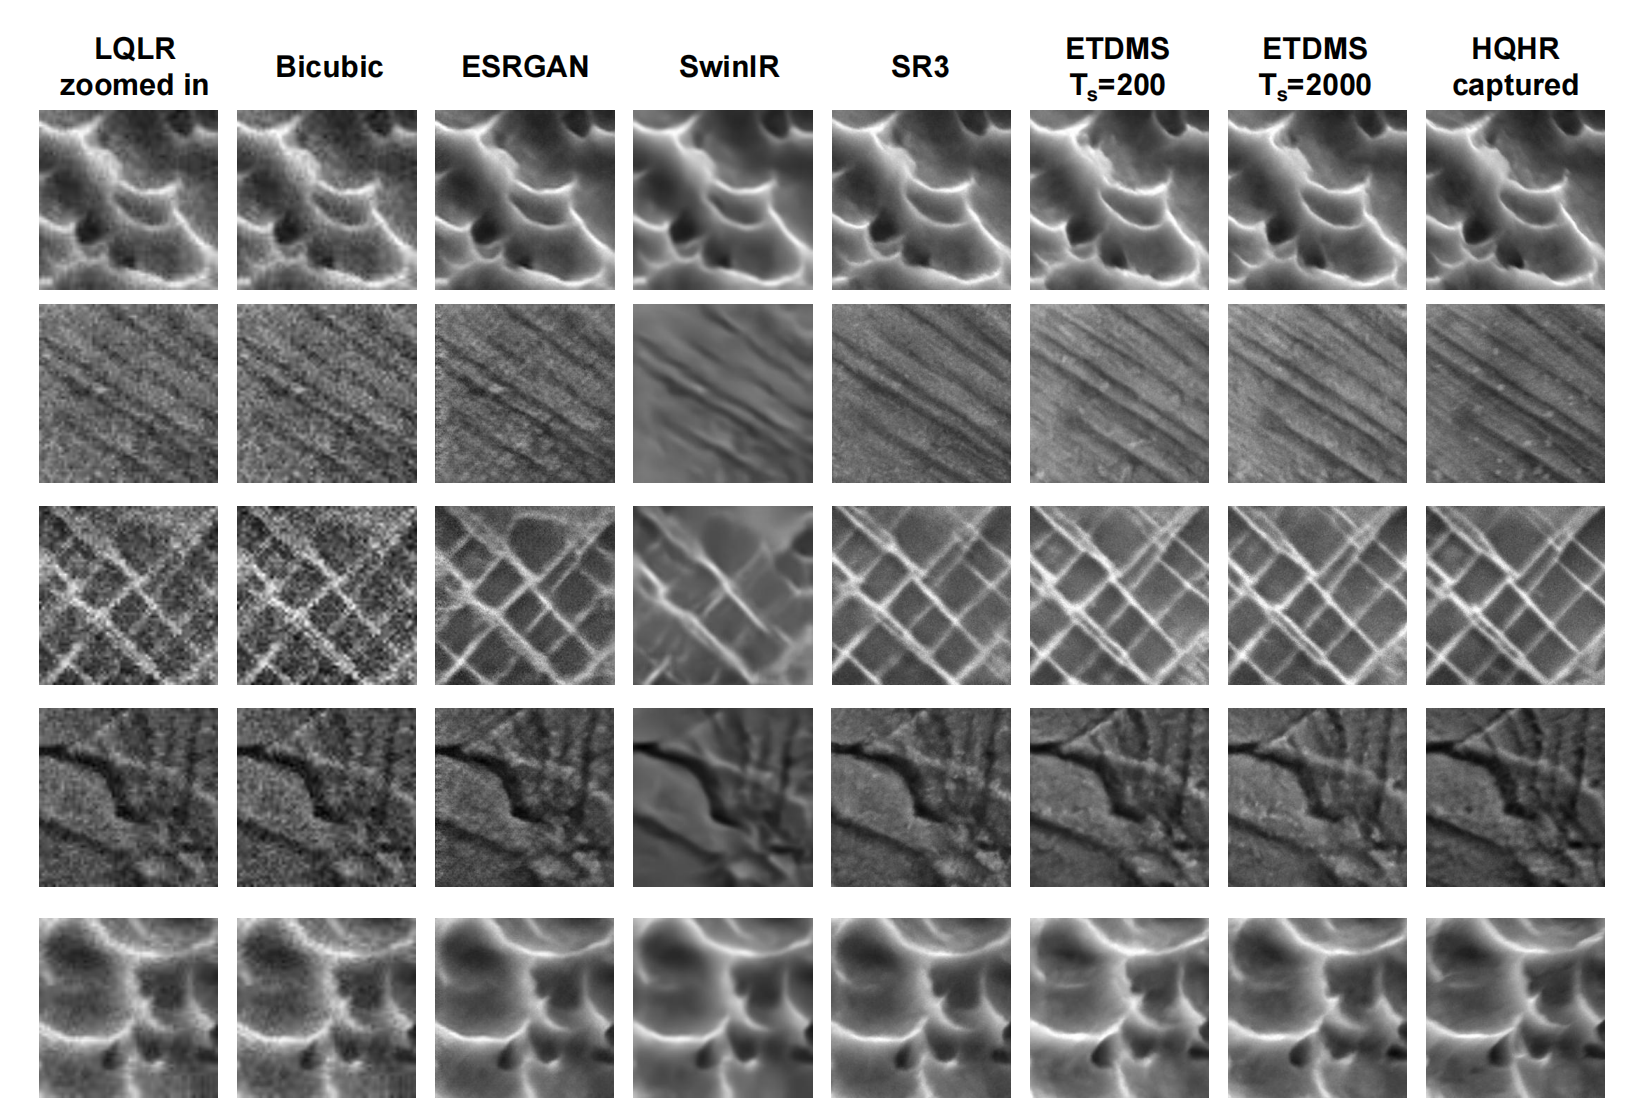 LQLR
zoomed in
Bicubic
ESRGAN
SwinIR
SR3
ETDMS
Ts=200
ETDMS
Ts=2000
HQHR
captured